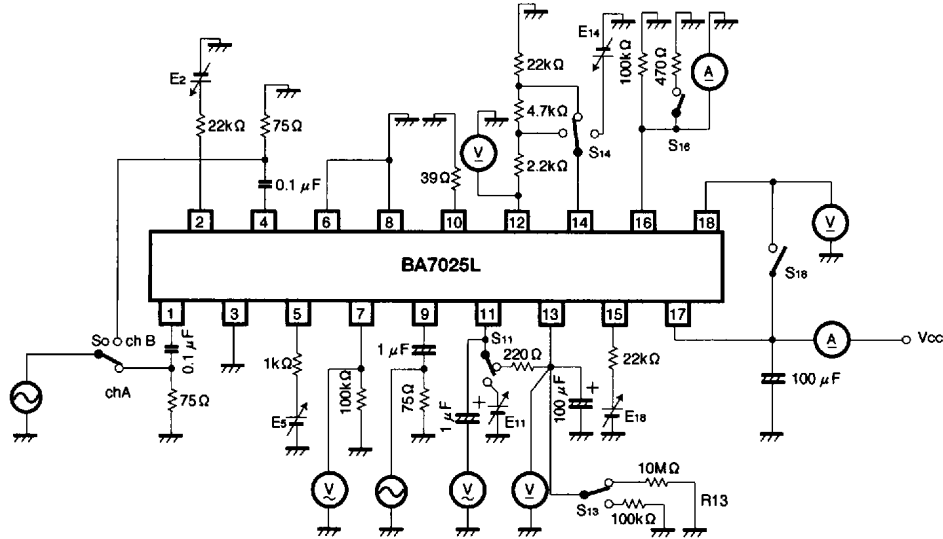 E2
22kΩ
75Ω
0.1 μF
39Ω
V
22kΩ
4.7kΩ
2.2kΩ
E14
S14
100kΩ
470Ω
S16
A
V
S18
2
4
6
8
10
12
14
16
18
BA7025L
1
3
5
7
9
11
13
15
17
So
ch B
chA
0.1 μF
75Ω
1kΩ
E5
100kΩ
V
1 μF
75Ω
S11
220Ω
+
E11
1 μF
V
V
100 μF
+
22kΩ
E18
A
Vcc
100 μF
S13
10MΩ
100kΩ
R13